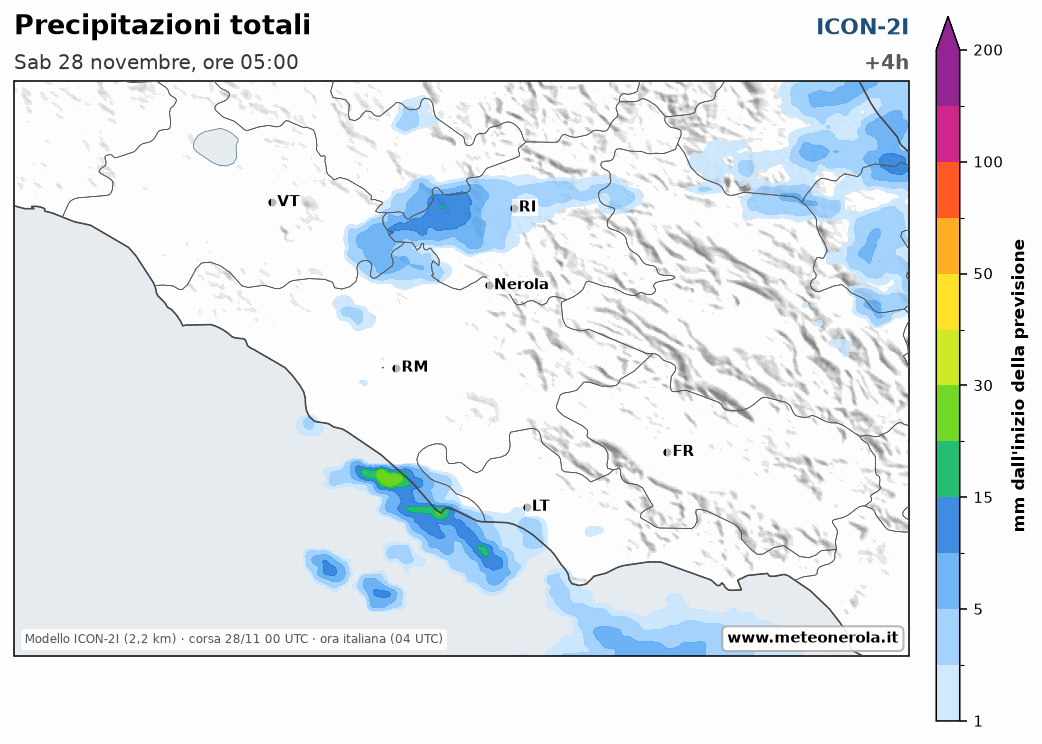 Precipitazioni totali
ICON-2I
Sab 28 novembre, ore 05:00
+4h
VT
RI
Nerola
RM
FR
LT
Modello ICON-2I (2,2 km) · corsa 28/11 00 UTC · ora italiana (04 UTC)
www.meteonerola.it
200
100
50
30
15
5
1
mm dall'inizio della previsione